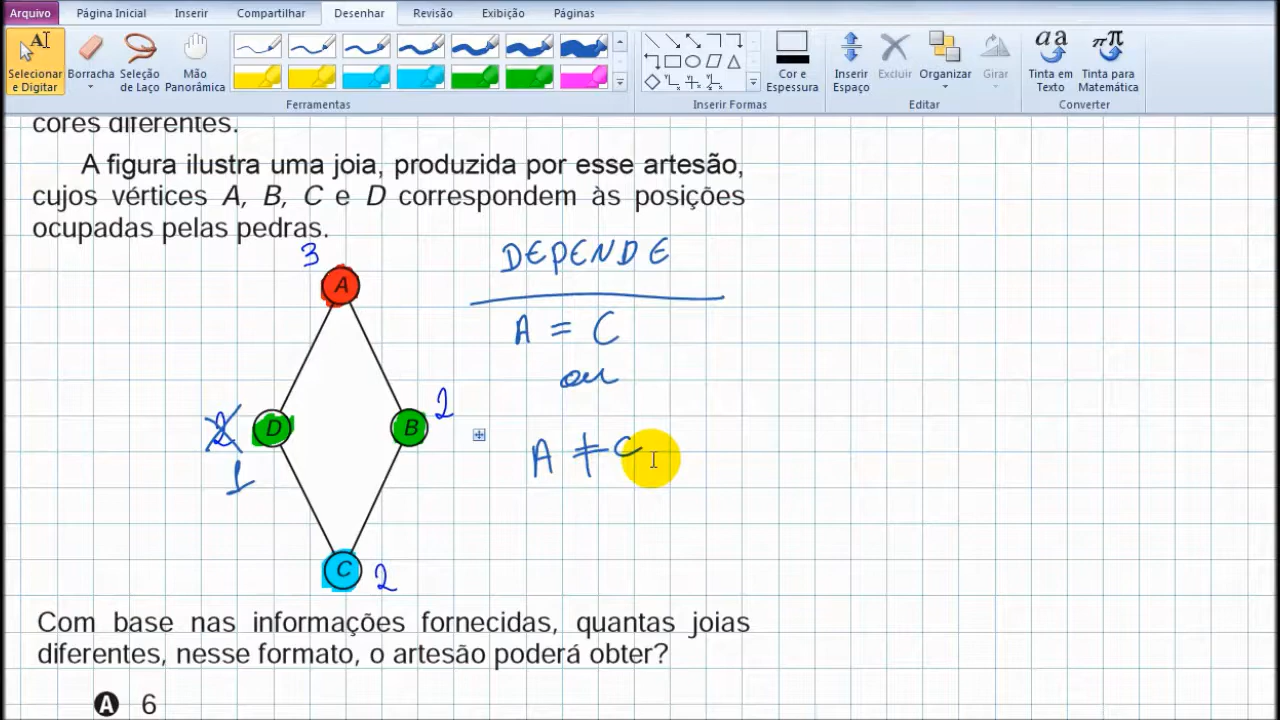 Arquivo Página Inicial Inserir Compartilhar Desenhar Revisão Exibição Páginas
Selecionar e Digitar
Borracha
Seleção de Laço
Mão Panorâmica
Cor e Espessura
Inserir Espaço
Excluir
Organizar
Girar
Tinta em Texto
Tinta para Matemática
Ferramentas Inserir Formas Editar Converter
cores diferentes.
A figura ilustra uma joia, produzida por esse artesão,
cujos vértices A, B, C e D correspondem às posições
ocupadas pelas pedras.
3
A
DEPENDE
A = C
ou
2
D
B
2
1
A ≠ C
C
2
Com base nas informações fornecidas, quantas joias
diferentes, nesse formato, o artesão poderá obter?
A 6